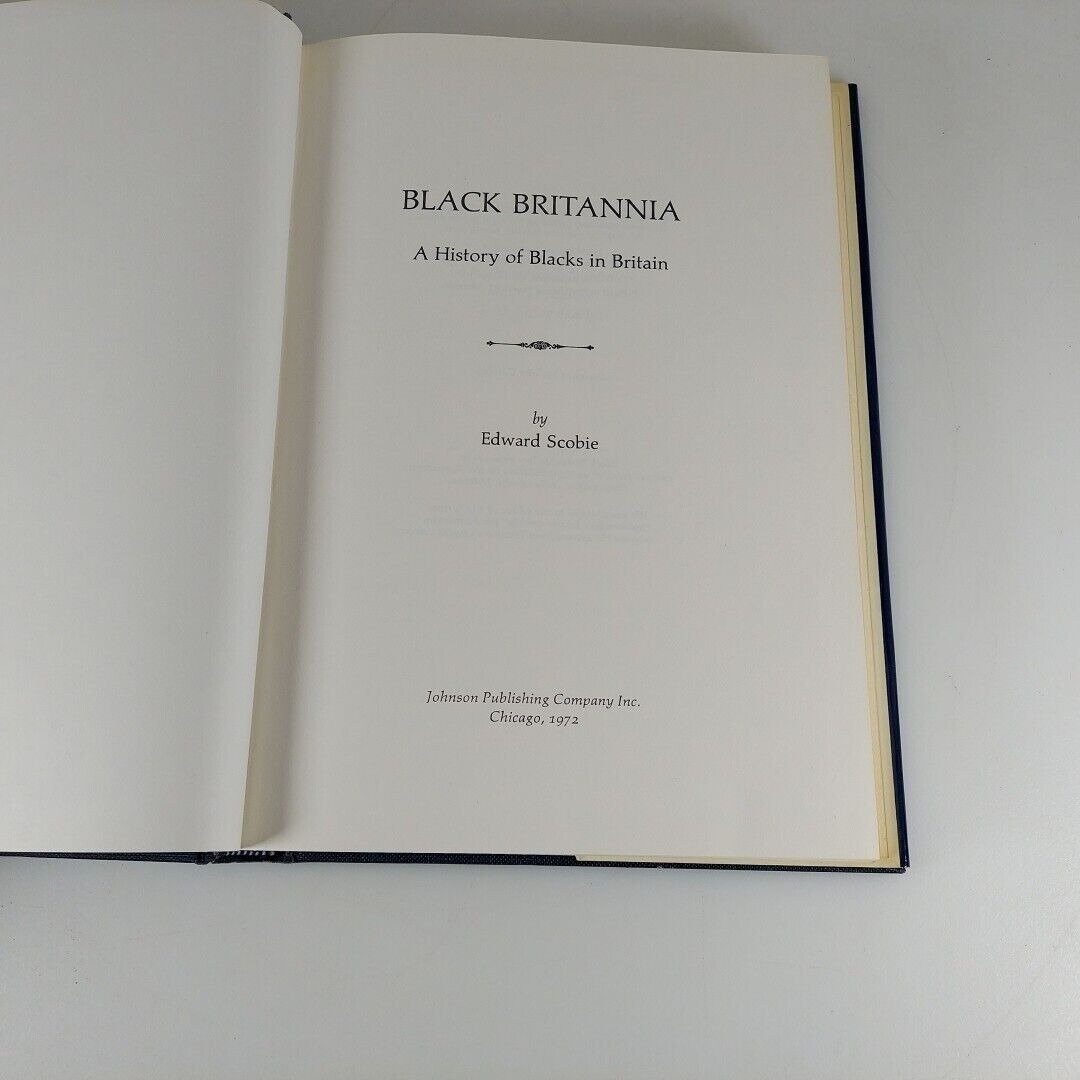 BLACK BRITANNIA
A History of Blacks in Britain
by
Edward Scobie
Johnson Publishing Company Inc.
Chicago, 1972